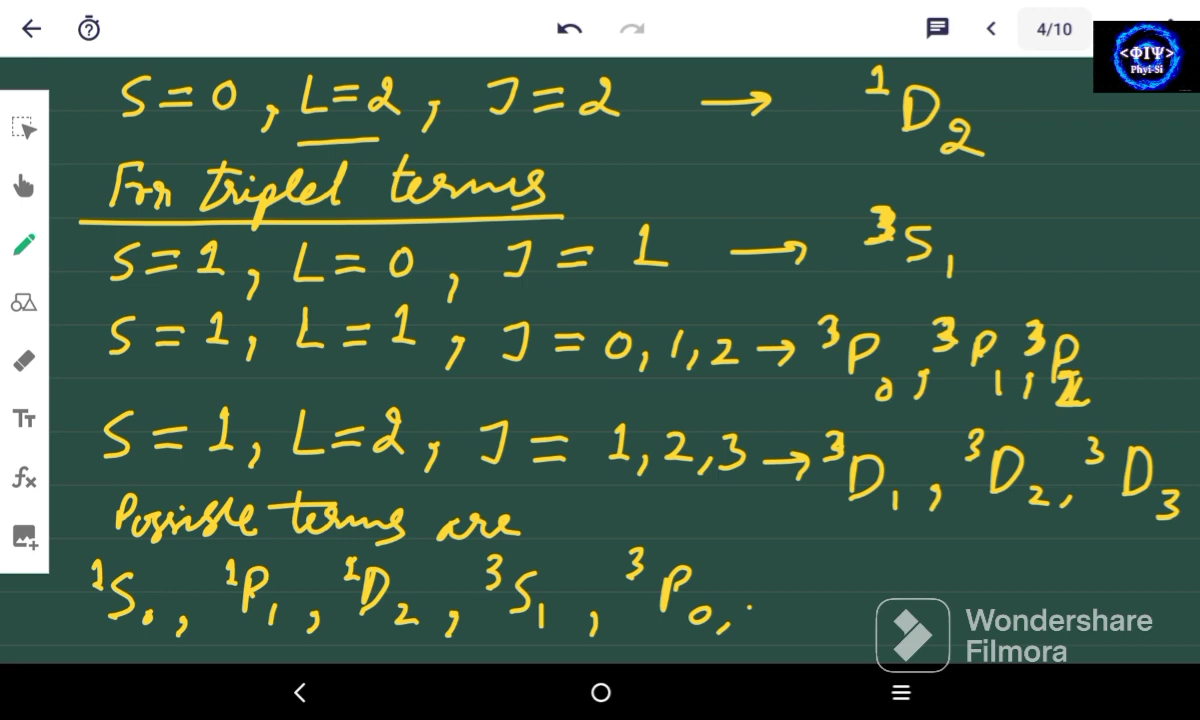 4/10
<ΦΙΨ>
Phyi-Si
S = 0 , L = 2 , J = 2 → ¹D₂
For triplet terms
S = 1 , L = 0 , J = 1 → ³S₁
S = 1 , L = 1 , J = 0, 1, 2 → ³P₀ , ³P₁ , ³P₂
S = 1 , L = 2 , J = 1, 2, 3 → ³D₁ , ³D₂ , ³D₃
Possible terms are
¹S₀ , ¹P₁ , ¹D₂ , ³S₁ , ³P₀ ,
TT
fx
Wondershare
Filmora